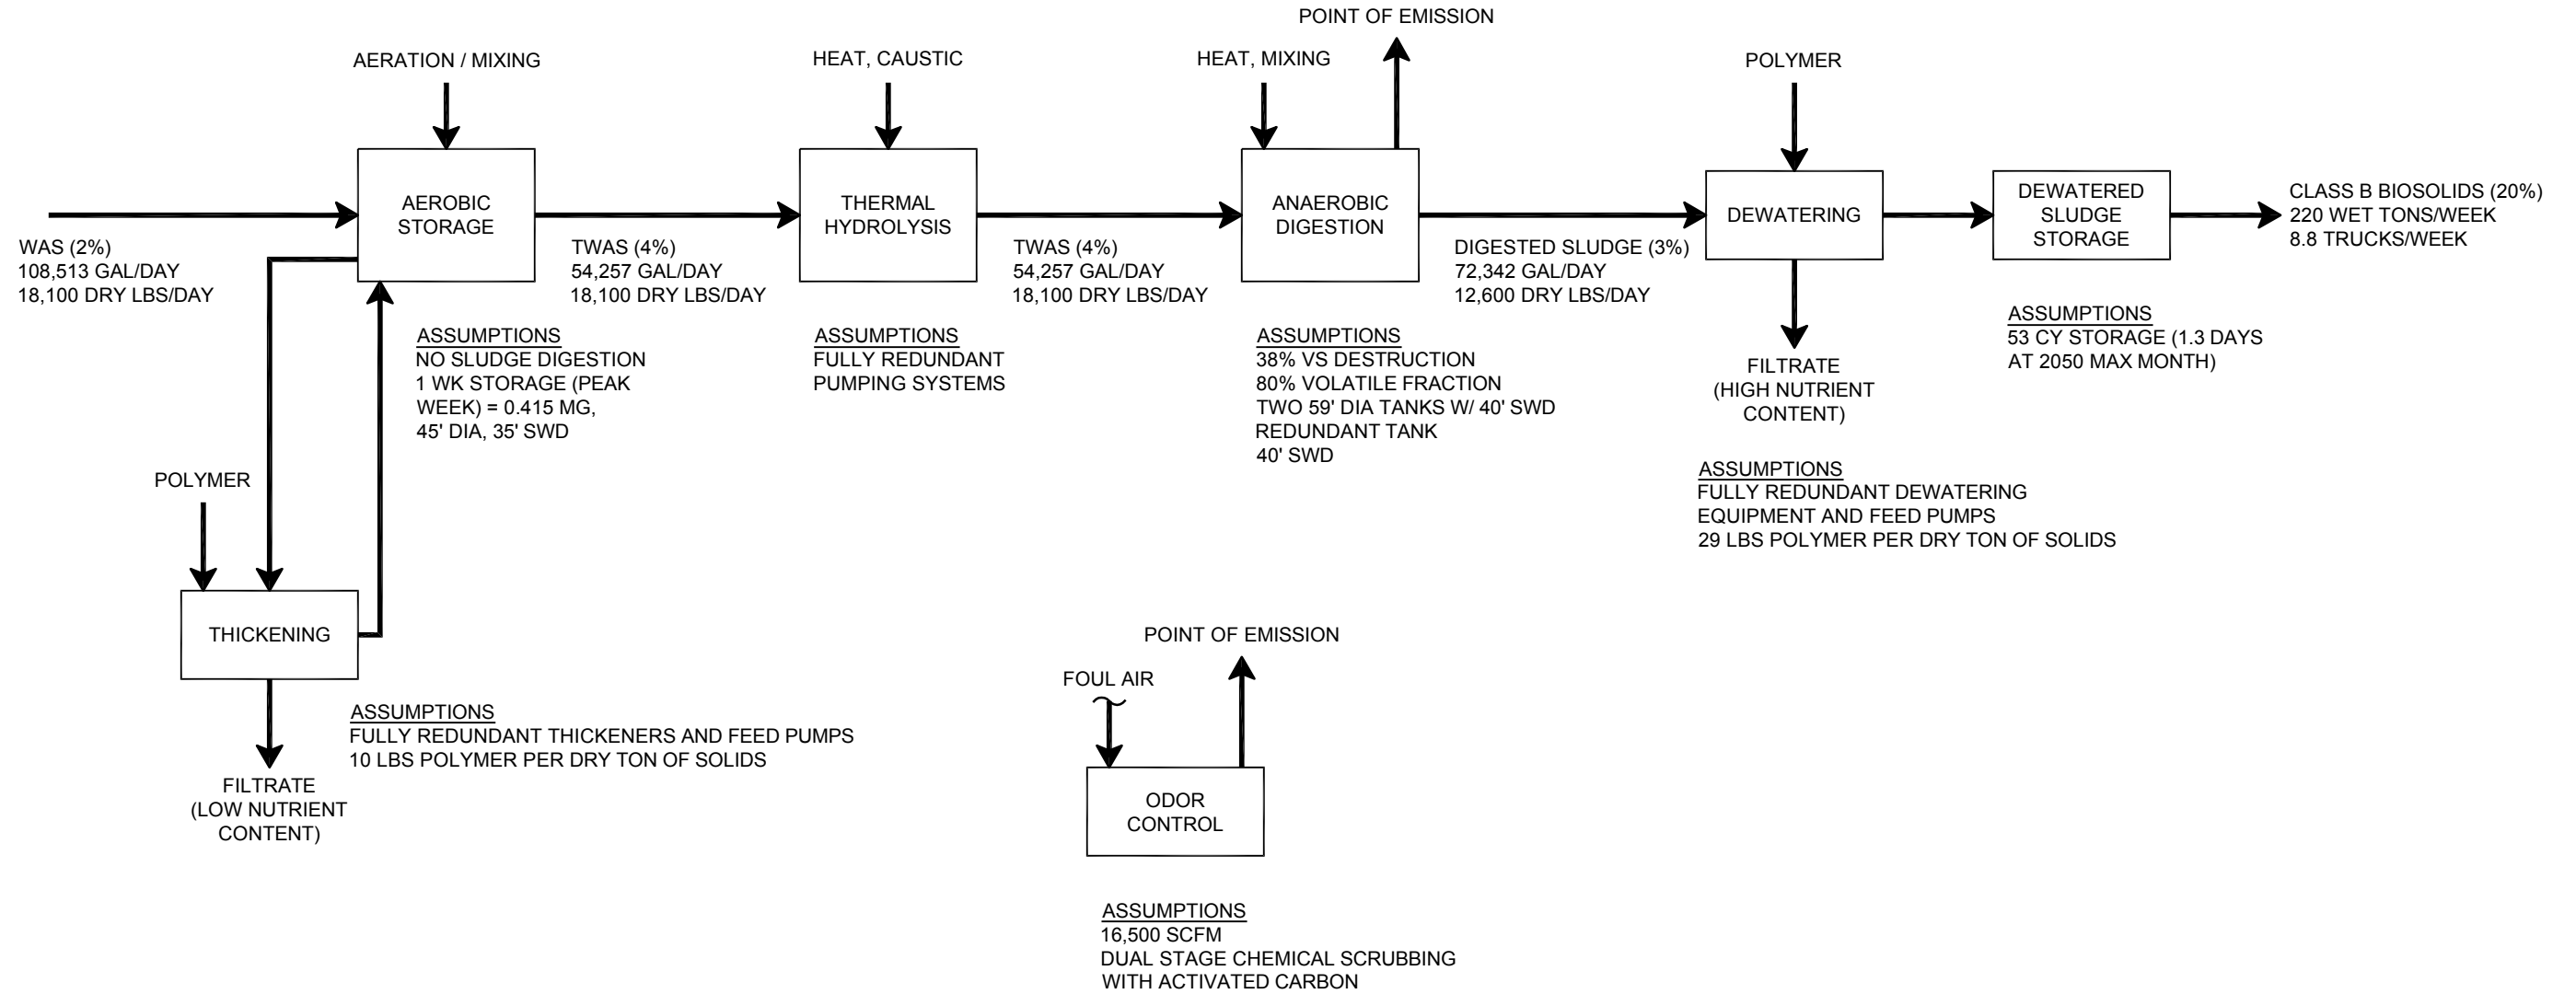 POINT OF EMISSION
AERATION / MIXING
HEAT, CAUSTIC
HEAT, MIXING
POLYMER
AEROBIC
STORAGE
THERMAL
HYDROLYSIS
ANAEROBIC
DIGESTION
DEWATERING
DEWATERED
SLUDGE
STORAGE
CLASS B BIOSOLIDS (20%)
220 WET TONS/WEEK
8.8 TRUCKS/WEEK
WAS (2%)
108,513 GAL/DAY
18,100 DRY LBS/DAY
TWAS (4%)
54,257 GAL/DAY
18,100 DRY LBS/DAY
TWAS (4%)
54,257 GAL/DAY
18,100 DRY LBS/DAY
DIGESTED SLUDGE (3%)
72,342 GAL/DAY
12,600 DRY LBS/DAY
ASSUMPTIONS
NO SLUDGE DIGESTION
1 WK STORAGE (PEAK
WEEK) = 0.415 MG,
45' DIA, 35' SWD
ASSUMPTIONS
FULLY REDUNDANT
PUMPING SYSTEMS
ASSUMPTIONS
38% VS DESTRUCTION
80% VOLATILE FRACTION
TWO 59' DIA TANKS W/ 40' SWD
REDUNDANT TANK
40' SWD
FILTRATE
(HIGH NUTRIENT
CONTENT)
ASSUMPTIONS
53 CY STORAGE (1.3 DAYS
AT 2050 MAX MONTH)
ASSUMPTIONS
FULLY REDUNDANT DEWATERING
EQUIPMENT AND FEED PUMPS
29 LBS POLYMER PER DRY TON OF SOLIDS
POLYMER
THICKENING
ASSUMPTIONS
FULLY REDUNDANT THICKENERS AND FEED PUMPS
10 LBS POLYMER PER DRY TON OF SOLIDS
FILTRATE
(LOW NUTRIENT
CONTENT)
POINT OF EMISSION
FOUL AIR
ODOR
CONTROL
ASSUMPTIONS
16,500 SCFM
DUAL STAGE CHEMICAL SCRUBBING
WITH ACTIVATED CARBON